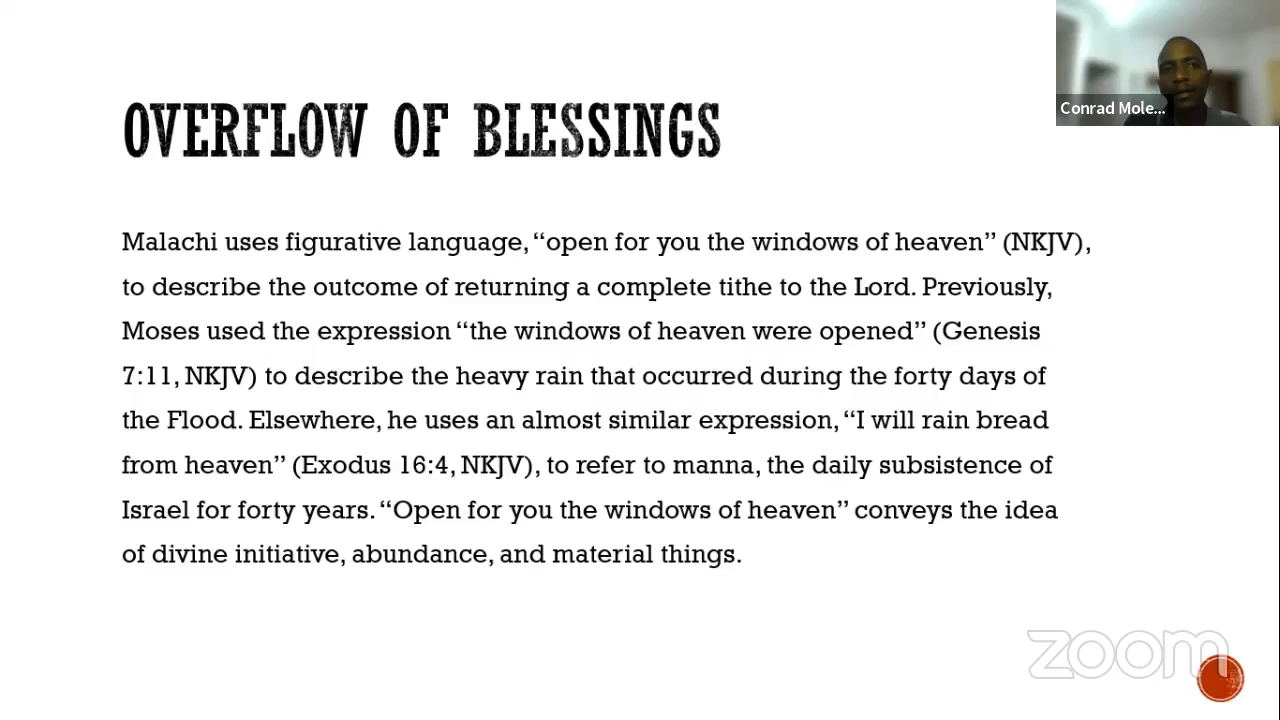 Conrad Mole...
OVERFLOW OF BLESSINGS
Malachi uses figurative language, “open for you the windows of heaven” (NKJV),
to describe the outcome of returning a complete tithe to the Lord. Previously,
Moses used the expression “the windows of heaven were opened” (Genesis
7:11, NKJV) to describe the heavy rain that occurred during the forty days of
the Flood. Elsewhere, he uses an almost similar expression, “I will rain bread
from heaven” (Exodus 16:4, NKJV), to refer to manna, the daily subsistence of
Israel for forty years. “Open for you the windows of heaven” conveys the idea
of divine initiative, abundance, and material things.
zoom